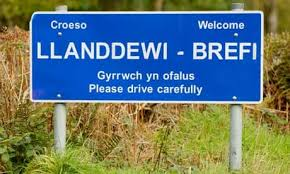 Croeso Welcome
LLANDDEWI - BREFI
Gyrrwch yn ofalus
Please drive carefully